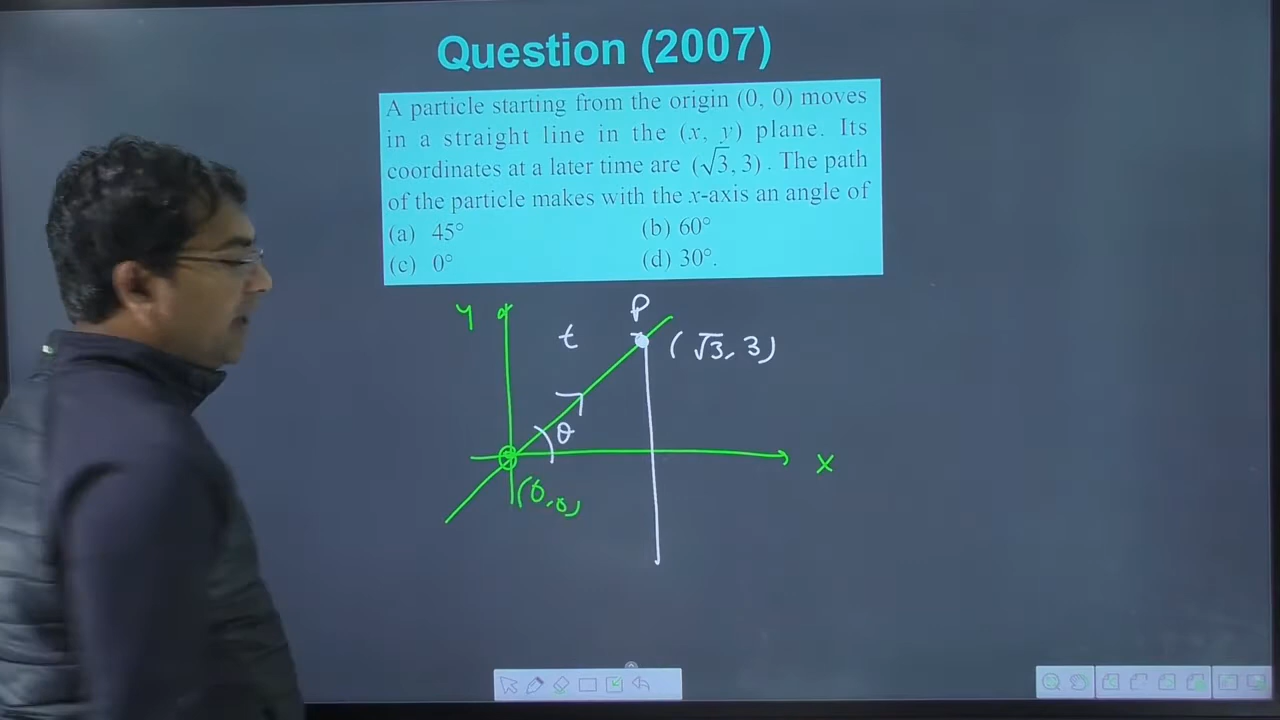 Question (2007)
A particle starting from the origin (0, 0) moves
in a straight line in the (x, y) plane. Its
coordinates at a later time are (√3, 3). The path
of the particle makes with the x-axis an angle of
(a) 45° (b) 60°
(c) 0° (d) 30°.
y
P
t
(√3, 3)
θ
x
(0,0)